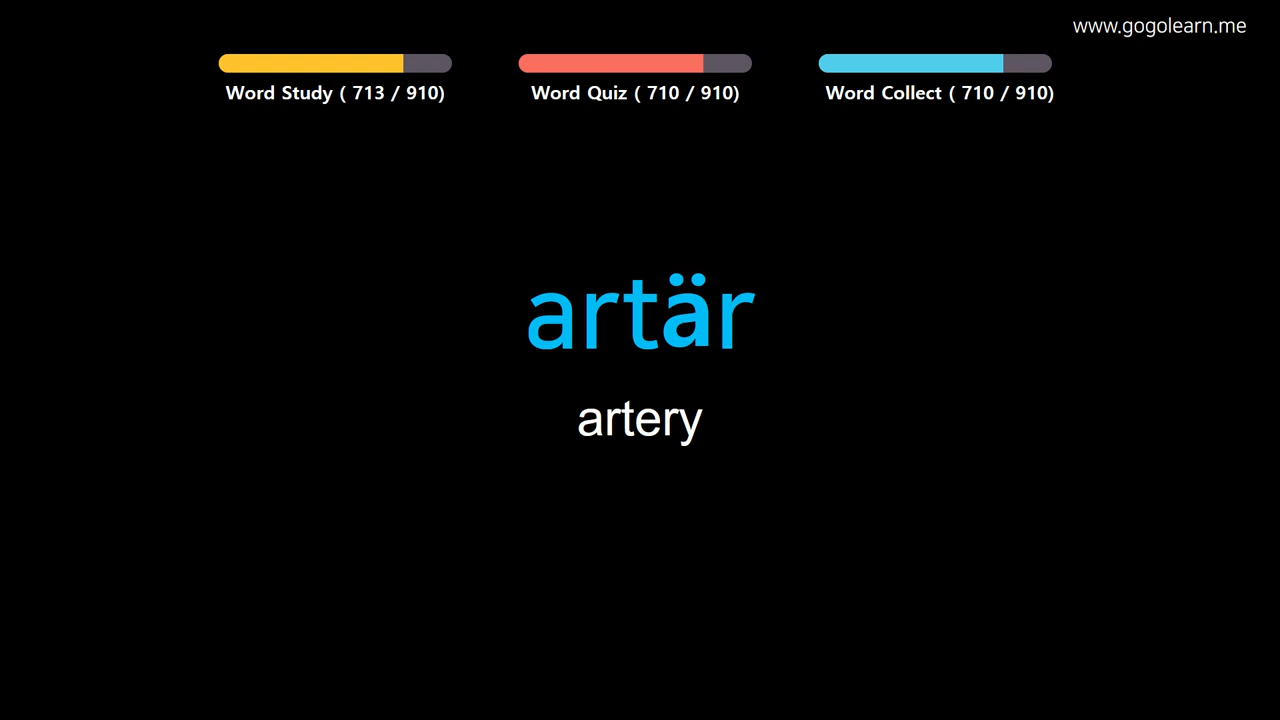 www.gogolearn.me
Word Study ( 713 / 910)
Word Quiz ( 710 / 910)
Word Collect ( 710 / 910)
artär
artery